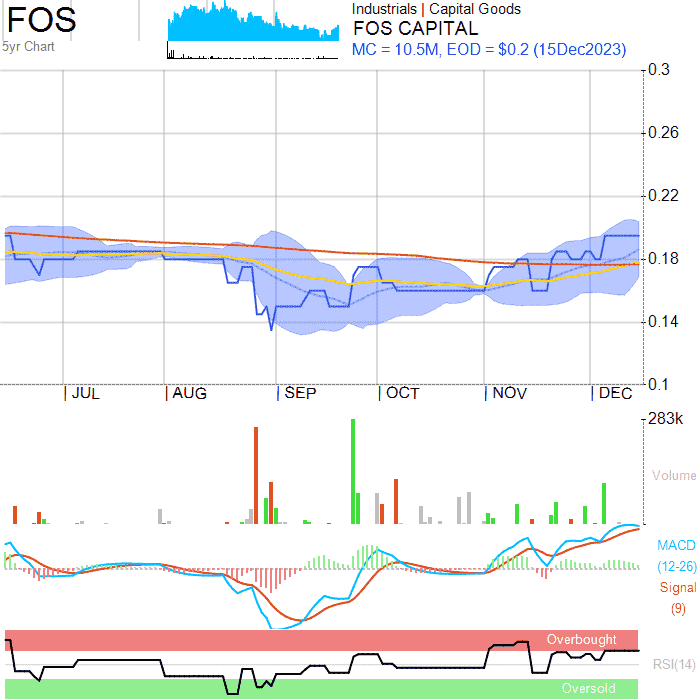 FOS
5yr Chart
Industrials | Capital Goods
FOS CAPITAL
MC = 10.5M, EOD = $0.2 (15Dec2023)
0.3
0.26
0.22
0.18
0.14
0.1
| JUL | AUG | SEP | OCT | NOV | DEC
283k
Volume
MACD
(12-26)
Signal
(9)
Overbought
RSI(14)
Oversold